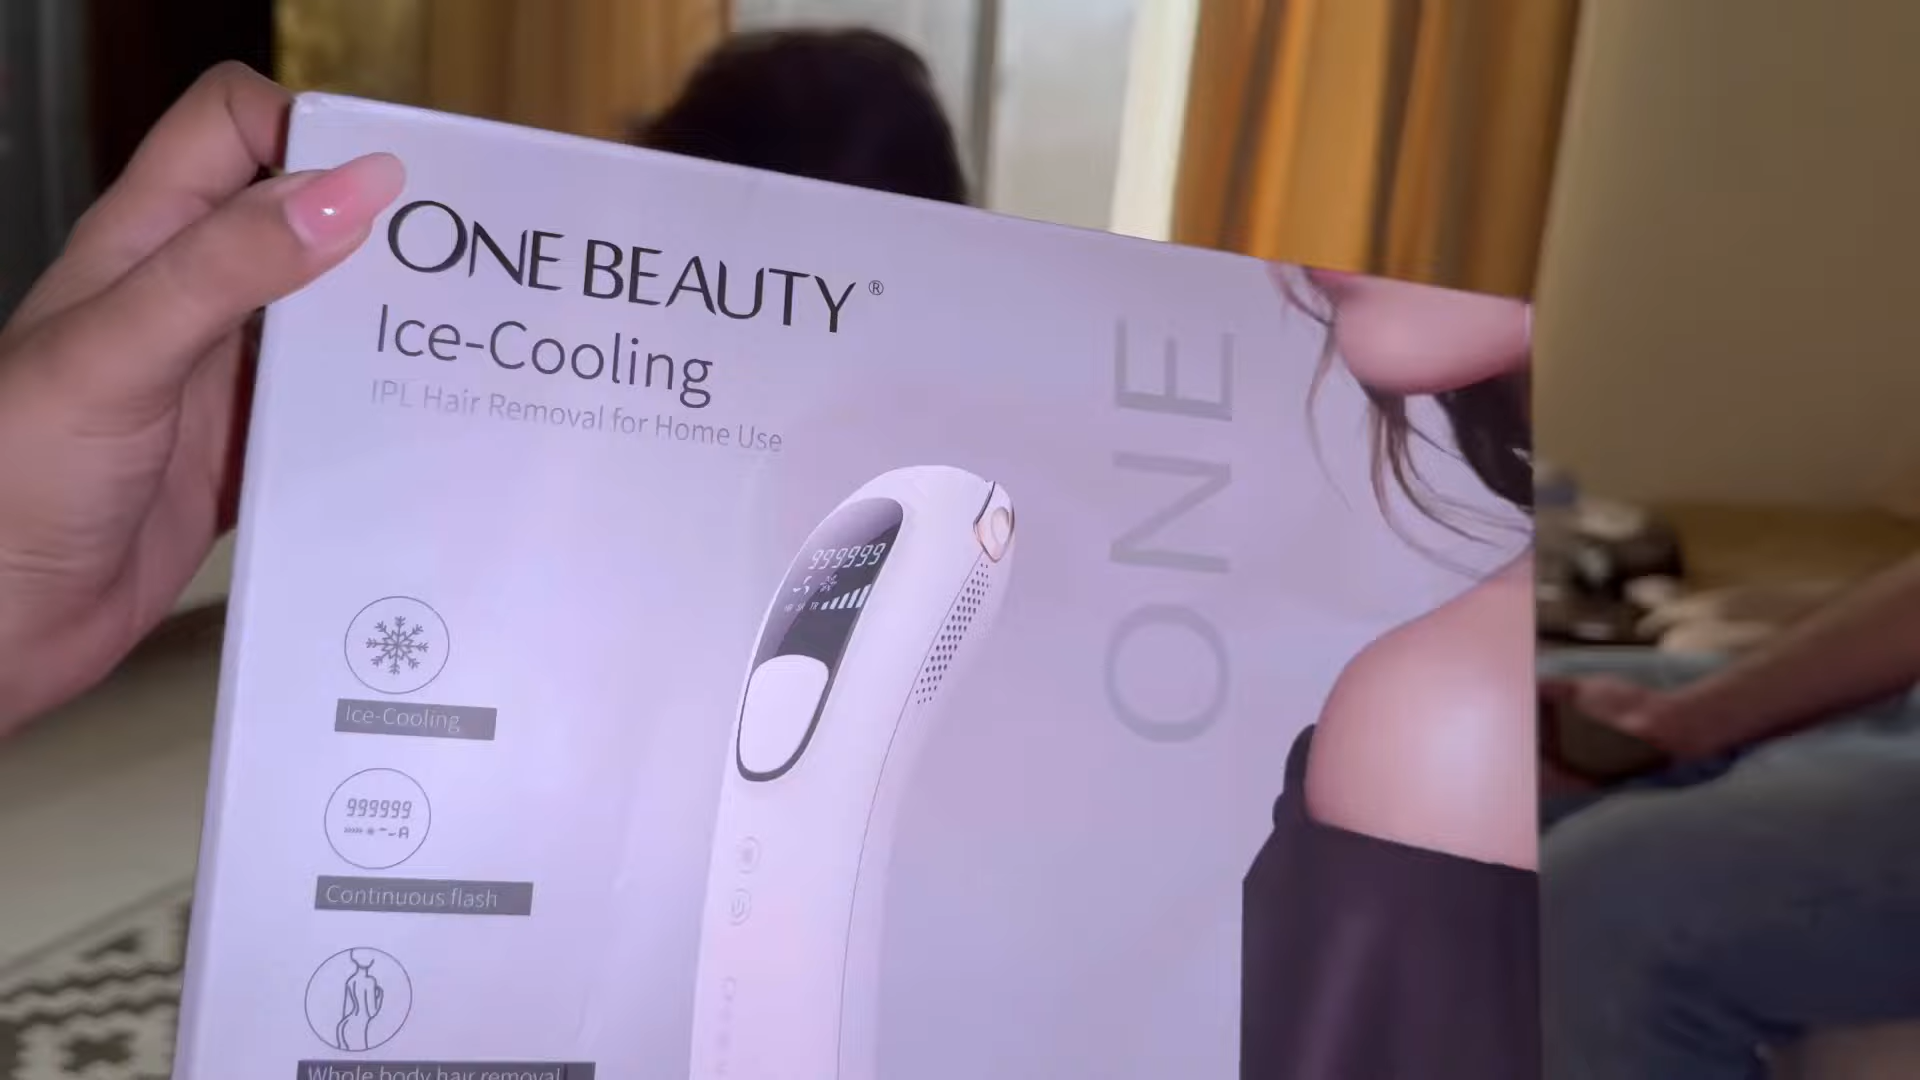 ONE BEAUTY®
Ice-Cooling
IPL Hair Removal for Home Use
ONE
999999
Ice-Cooling
999999
Continuous flash
Whole body hair removal